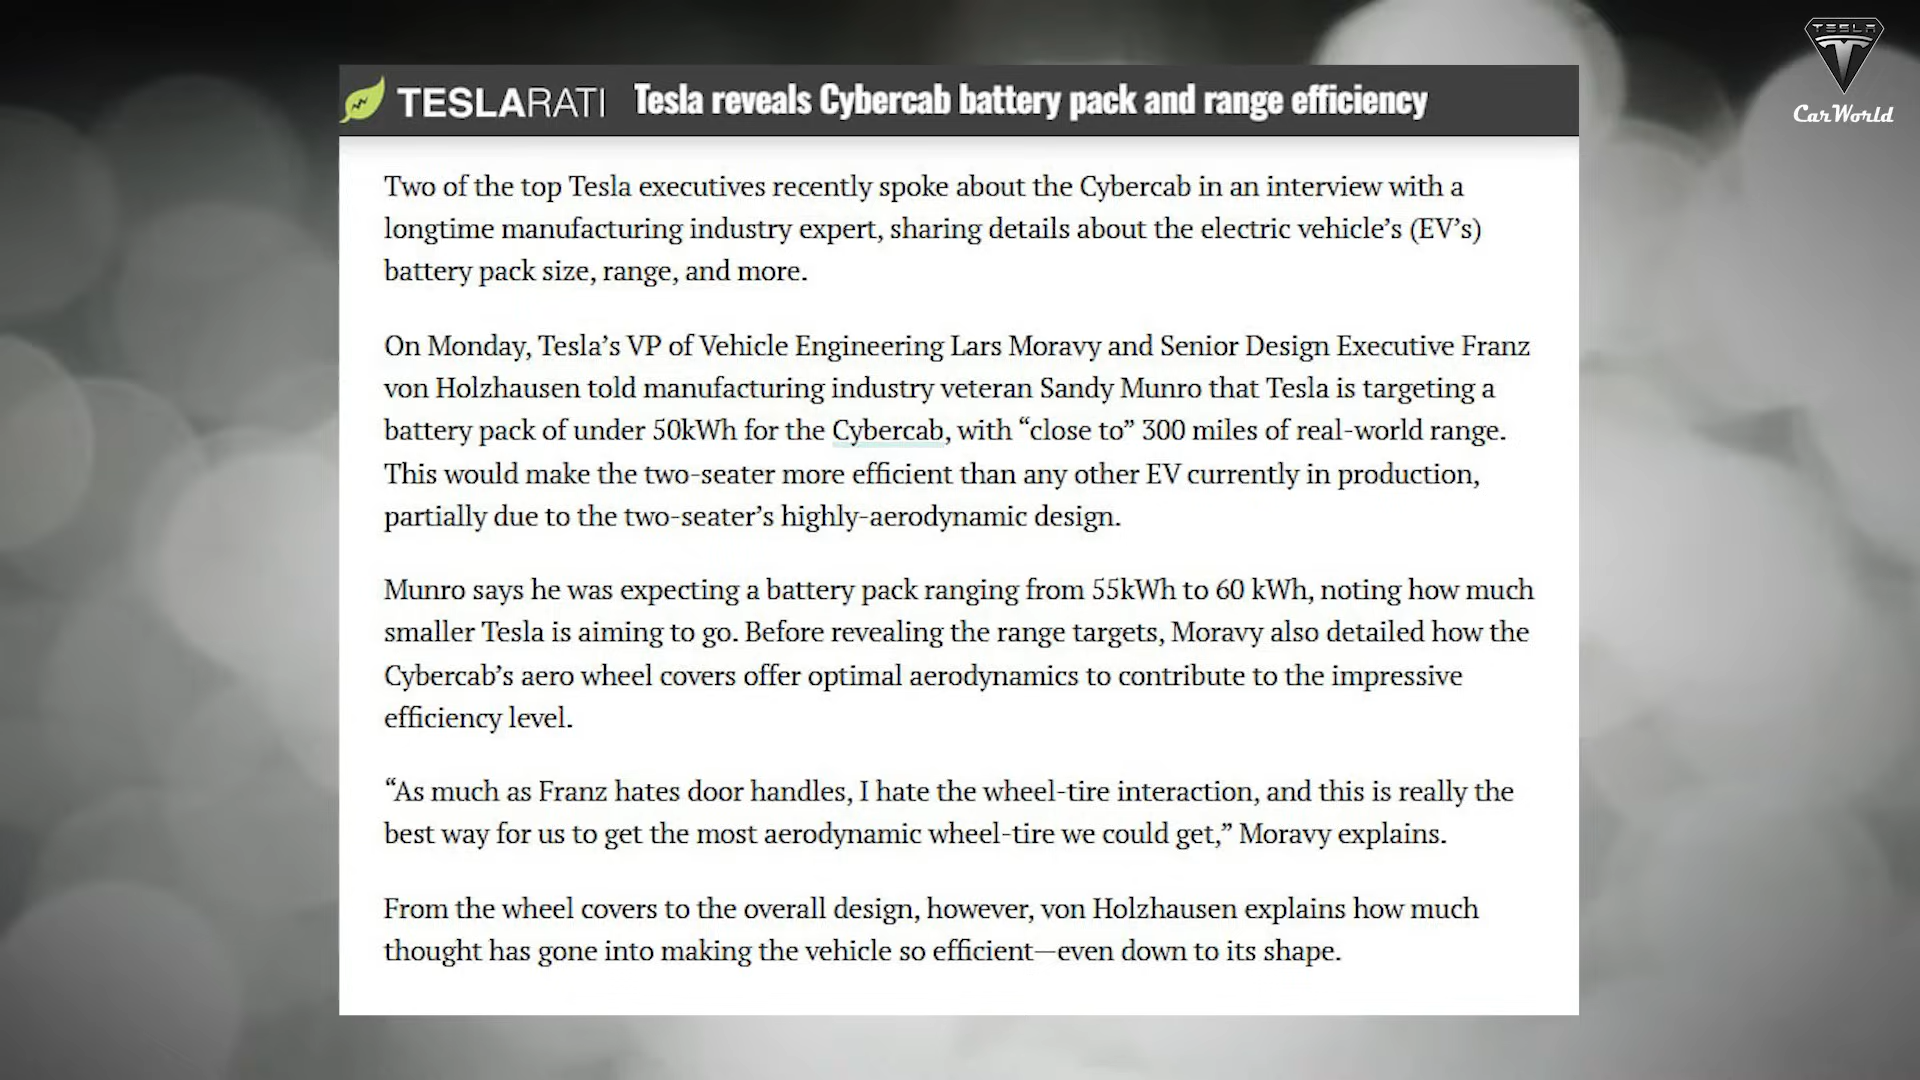 TESLARATI Tesla reveals Cybercab battery pack and range efficiency
TESLA
CarWorld
Two of the top Tesla executives recently spoke about the Cybercab in an interview with a
longtime manufacturing industry expert, sharing details about the electric vehicle’s (EV’s)
battery pack size, range, and more.
On Monday, Tesla’s VP of Vehicle Engineering Lars Moravy and Senior Design Executive Franz
von Holzhausen told manufacturing industry veteran Sandy Munro that Tesla is targeting a
battery pack of under 50kWh for the Cybercab, with “close to” 300 miles of real-world range.
This would make the two-seater more efficient than any other EV currently in production,
partially due to the two-seater’s highly-aerodynamic design.
Munro says he was expecting a battery pack ranging from 55kWh to 60 kWh, noting how much
smaller Tesla is aiming to go. Before revealing the range targets, Moravy also detailed how the
Cybercab’s aero wheel covers offer optimal aerodynamics to contribute to the impressive
efficiency level.
“As much as Franz hates door handles, I hate the wheel-tire interaction, and this is really the
best way for us to get the most aerodynamic wheel-tire we could get,” Moravy explains.
From the wheel covers to the overall design, however, von Holzhausen explains how much
thought has gone into making the vehicle so efficient—even down to its shape.